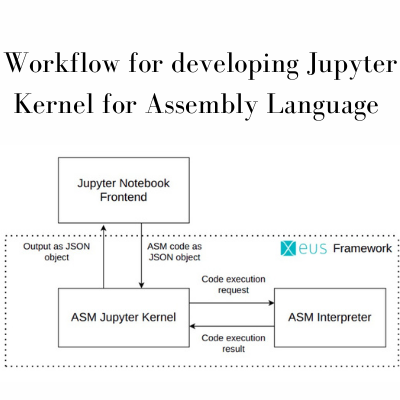 Workflow for developing Jupyter
Kernel for Assembly Language
Jupyter Notebook
Frontend
Output as JSON
object
ASM code as
JSON object
Xeus Framework
Code execution
request
ASM Jupyter Kernel
ASM Interpreter
Code execution
result